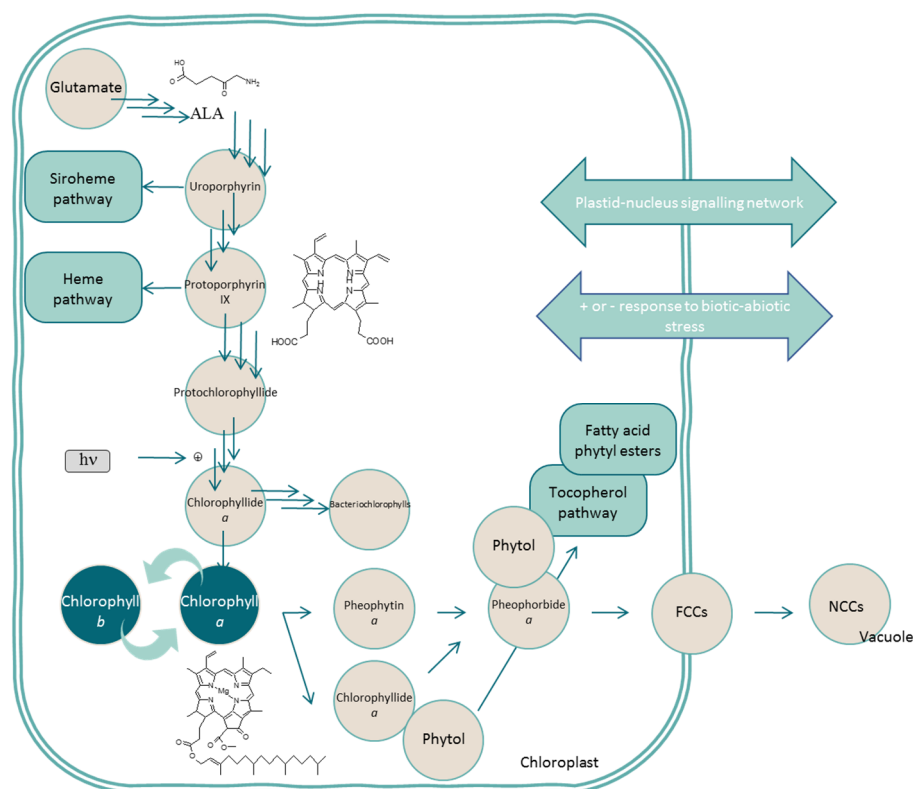 Glutamate
HO
O
NH₂
O
ALA
Siroheme
pathway
Uroporphyrin
Plastid-nucleus signalling network
Heme
pathway
Protoporphyrin
IX
N
N
H
H
N
N
HOOC
COOH
+ or - response to biotic-abiotic
stress
Protochlorophyllide
Fatty acid
phytyl esters
hν
+
Tocopherol
pathway
Chlorophyllide
a
Bacteriochlorophylls
Phytol
Chlorophyll
b
Chlorophyll
a
Pheophytin
a
Pheophorbide
a
FCCs
NCCs
Vacuole
N
N
Mg
N
N
O
O
O
O
O
Chlorophyllide
a
Phytol
Chloroplast